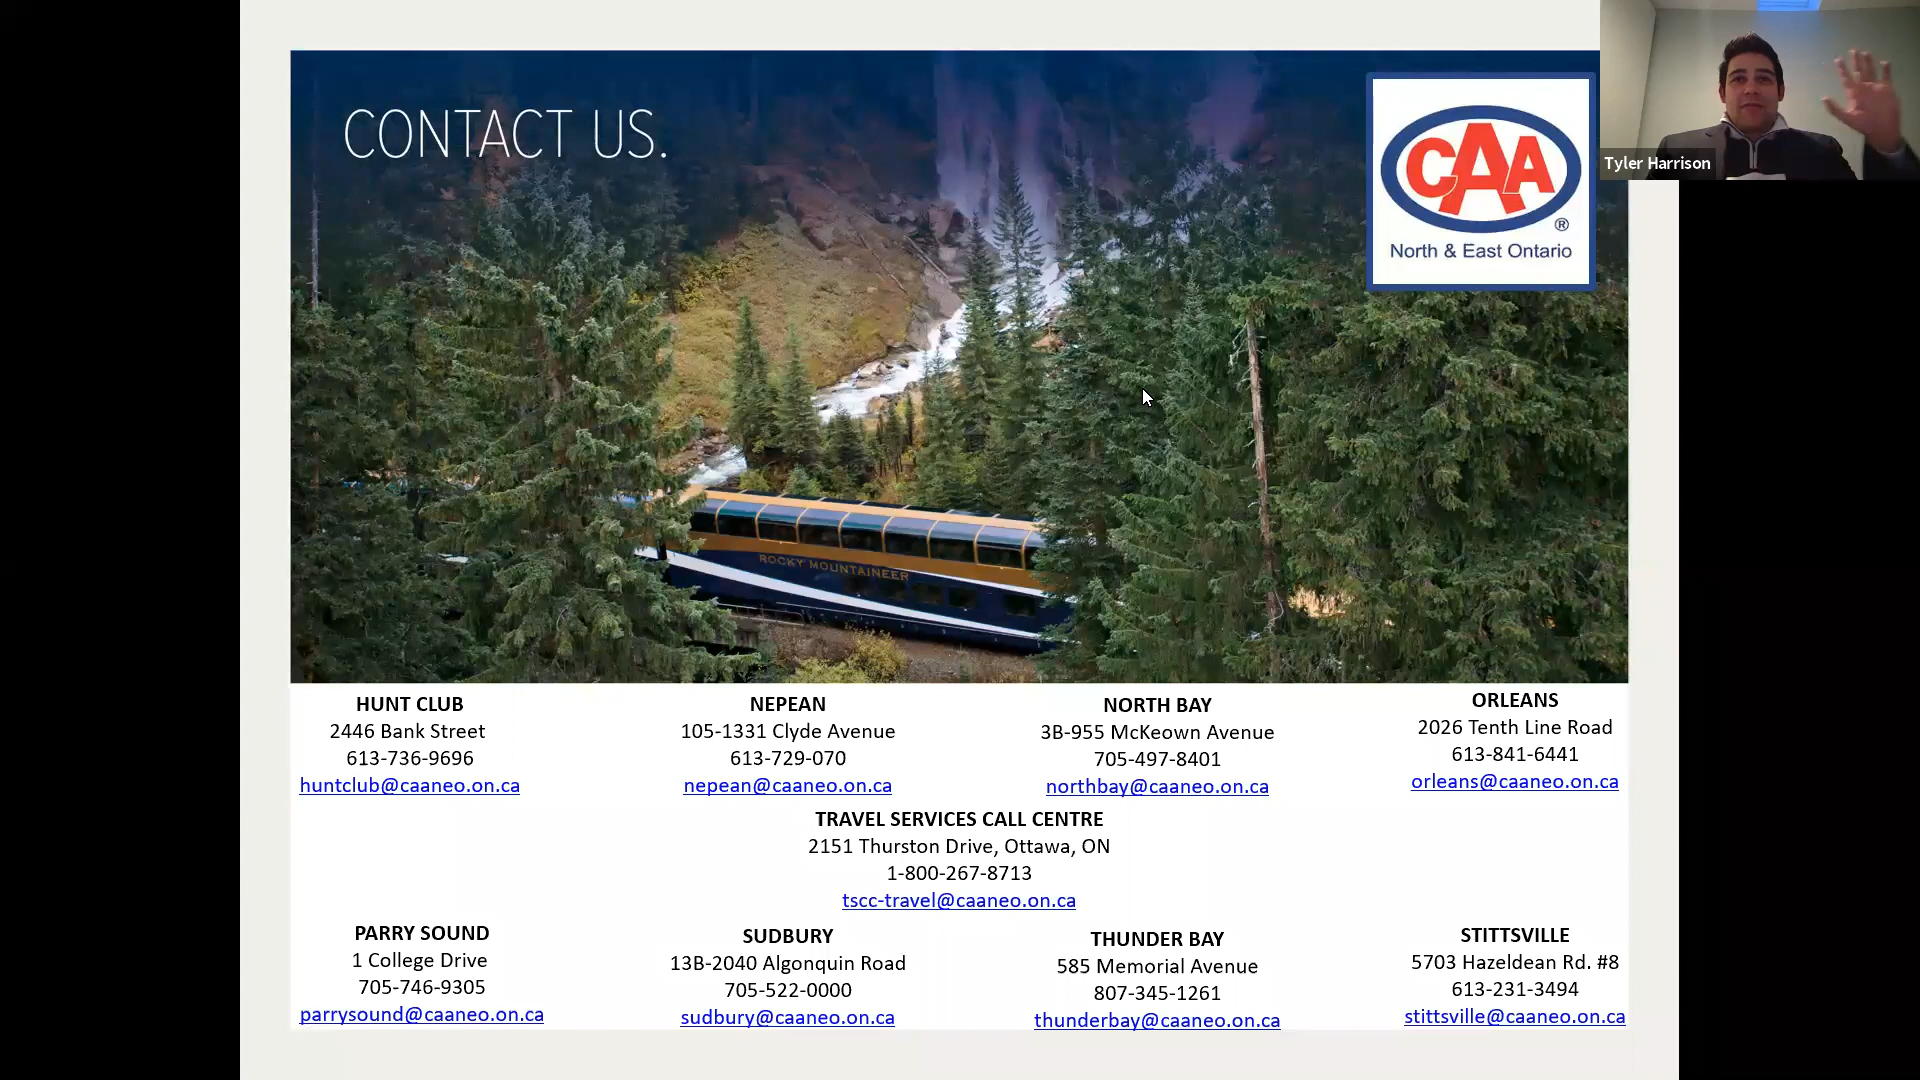 CONTACT US.
CAA
®
North & East Ontario
Tyler Harrison
ROCKY MOUNTAINEER
HUNT CLUB
2446 Bank Street
613-736-9696
huntclub@caaneo.on.ca
NEPEAN
105-1331 Clyde Avenue
613-729-070
nepean@caaneo.on.ca
NORTH BAY
3B-955 McKeown Avenue
705-497-8401
northbay@caaneo.on.ca
ORLEANS
2026 Tenth Line Road
613-841-6441
orleans@caaneo.on.ca
TRAVEL SERVICES CALL CENTRE
2151 Thurston Drive, Ottawa, ON
1-800-267-8713
tscc-travel@caaneo.on.ca
PARRY SOUND
1 College Drive
705-746-9305
parrysound@caaneo.on.ca
SUDBURY
13B-2040 Algonquin Road
705-522-0000
sudbury@caaneo.on.ca
THUNDER BAY
585 Memorial Avenue
807-345-1261
thunderbay@caaneo.on.ca
STITTSVILLE
5703 Hazeldean Rd. #8
613-231-3494
stittsville@caaneo.on.ca